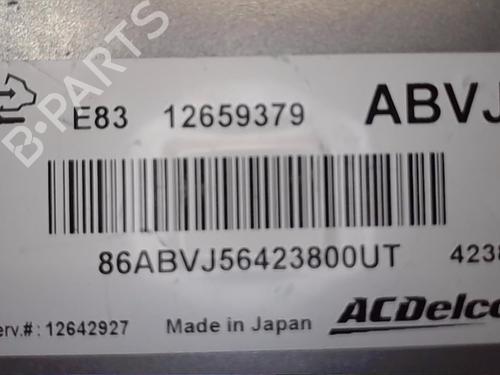 E83 12659379 ABVJ
86ABVJ56423800UT 4238
erv.#: 12642927 Made in Japan ACDelco
B-PARTS